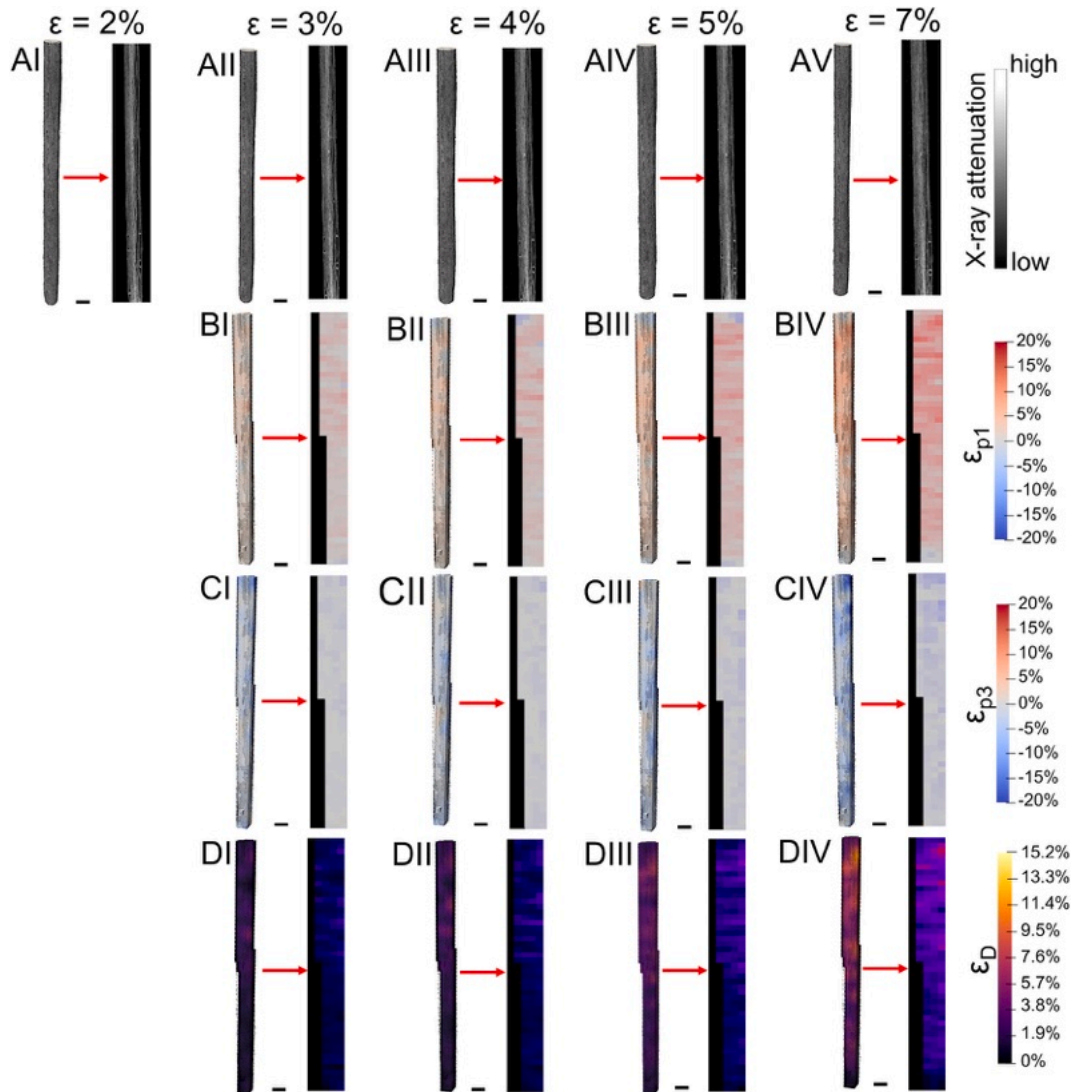 ε = 2% ε = 3% ε = 4% ε = 5% ε = 7%
AI AII AIII AIV AV
high
X-ray attenuation
low
BI BII BIII BIV
20%
15%
10%
5%
0%
-5%
-10%
-15%
-20%
εp1
CI CII CIII CIV
20%
15%
10%
5%
0%
-5%
-10%
-15%
-20%
εp3
DI DII DIII DIV
15.2%
13.3%
11.4%
9.5%
7.6%
5.7%
3.8%
1.9%
0%
εD